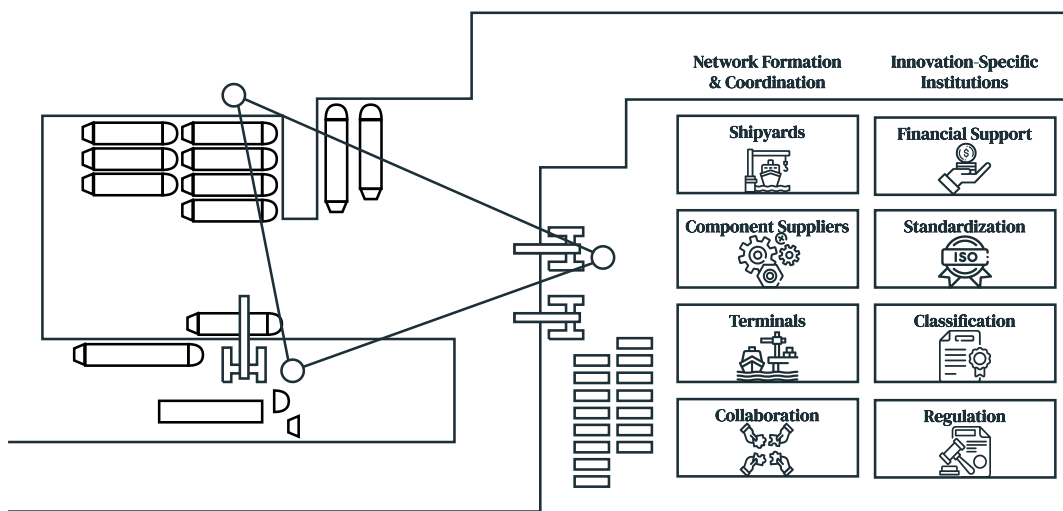 Network Formation
& Coordination
Innovation-Specific
Institutions
Shipyards
Financial Support
$
Component Suppliers
Standardization
ISO
Terminals
Classification
Collaboration
Regulation